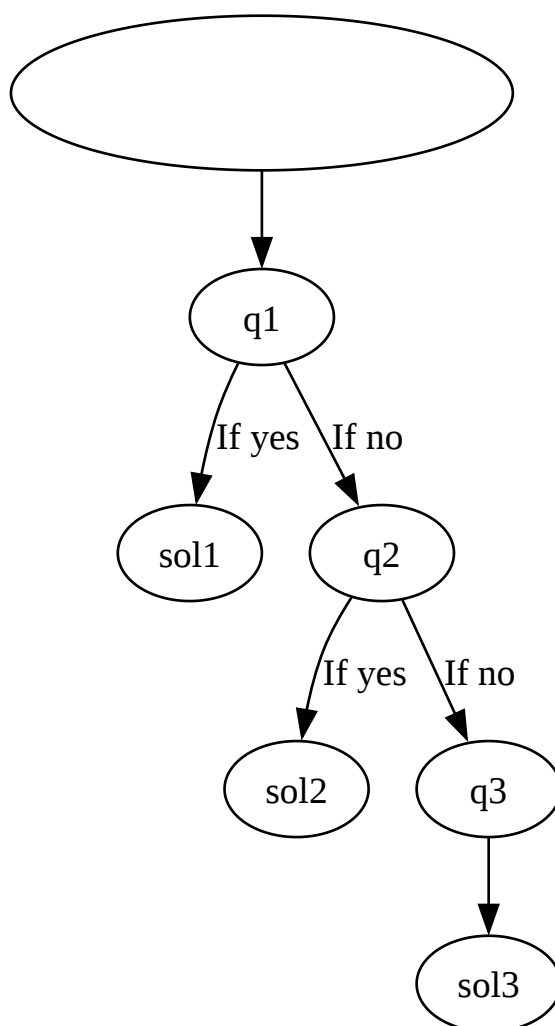 q1
If yes
If no
sol1
q2
If yes
If no
sol2
q3
sol3